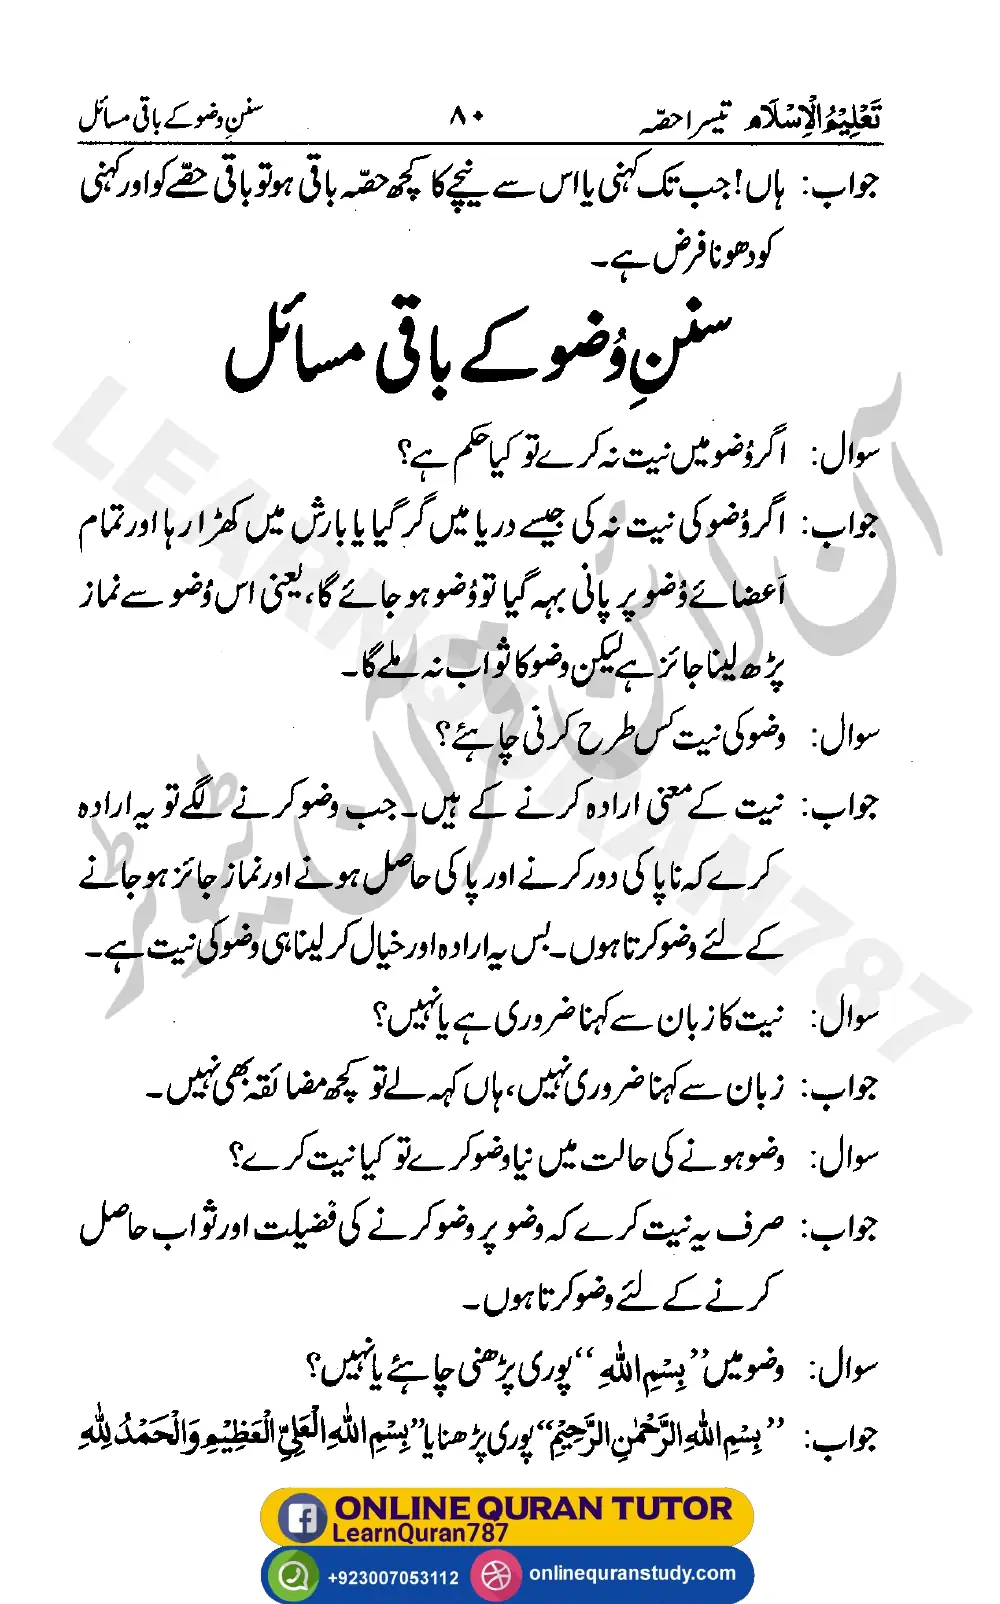 تَعْلِيْمُ الْاِسْلَام تیسرا حصّہ ۸۰ سننِ وضو کے باقی مسائل
جواب: ہاں! جب تک کہنی یا اس سے نیچے کا کچھ حصّہ باقی ہو تو باقی حصّے کو اور کہنی
کو دھونا فرض ہے۔
سننِ وُضو کے باقی مسائل
سوال: اگر وُضو میں نیت نہ کرے تو کیا حکم ہے؟
جواب: اگر وُضو کی نیت نہ کی جیسے دریا میں گر گیا یا بارش میں کھڑا رہا اور تمام
اَعضائے وُضو پر پانی بہہ گیا تو وُضو ہو جائے گا، یعنی اس وُضو سے نماز
پڑھ لینا جائز ہے لیکن وضو کا ثواب نہ ملے گا۔
سوال: وضو کی نیت کس طرح کرنی چاہئے؟
جواب: نیت کے معنی ارادہ کرنے کے ہیں۔ جب وضو کرنے لگے تو یہ ارادہ
کرے کہ ناپاکی دور کرنے اور پاکی حاصل ہونے اور نماز جائز ہو جانے
کے لئے وضو کرتا ہوں۔ بس یہ ارادہ اور خیال کر لینا ہی وضو کی نیت ہے۔
سوال: نیت کا زبان سے کہنا ضروری ہے یا نہیں؟
جواب: زبان سے کہنا ضروری نہیں، ہاں کہہ لے تو کچھ مضائقہ بھی نہیں۔
سوال: وضو ہونے کی حالت میں نیا وضو کرے تو کیا نیت کرے؟
جواب: صرف یہ نیت کرے کہ وضو پر وضو کرنے کی فضیلت اور ثواب حاصل
کرنے کے لئے وضو کرتا ہوں۔
سوال: وضو میں ”بِسْمِ اللهِ“ پوری پڑھنی چاہئے یا نہیں؟
جواب: ”بِسْمِ اللهِ الرَّحْمٰنِ الرَّحِيْمِ“ پوری پڑھنا یا ”بِسْمِ اللهِ الْعَلِيِّ الْعَظِيْمِ وَالْحَمْدُ لِلّٰهِ
LEARNQURAN787
آن لائن قرآن ٹیوٹر
ONLINE QURAN TUTOR
LearnQuran787
+923007053112 onlinequranstudy.com